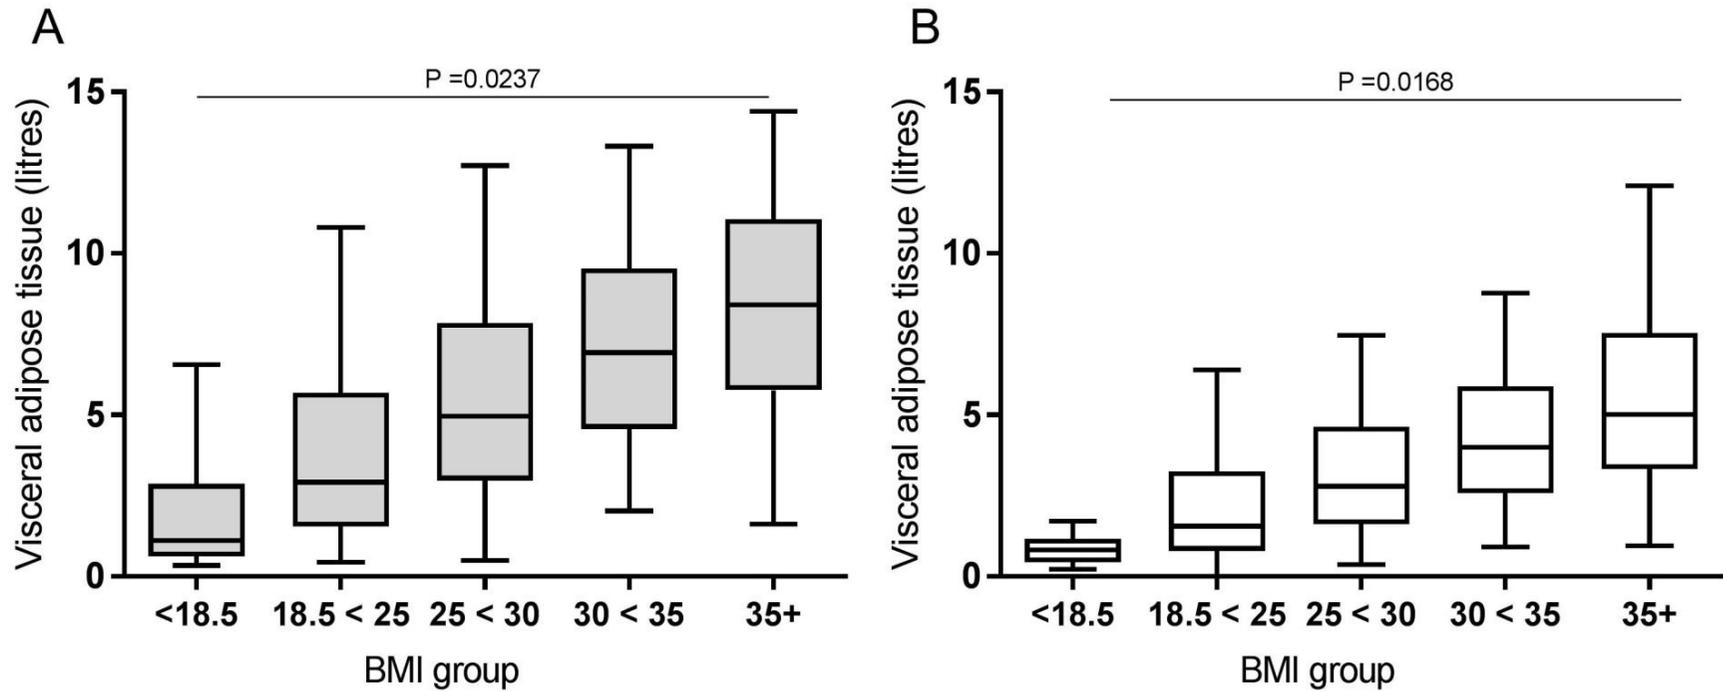 A
P =0.0237
Visceral adipose tissue (litres)
15
10
5
0
<18.5 18.5 < 25 25 < 30 30 < 35 35+
BMI group
B
P =0.0168
Visceral adipose tissue (litres)
15
10
5
0
<18.5 18.5 < 25 25 < 30 30 < 35 35+
BMI group